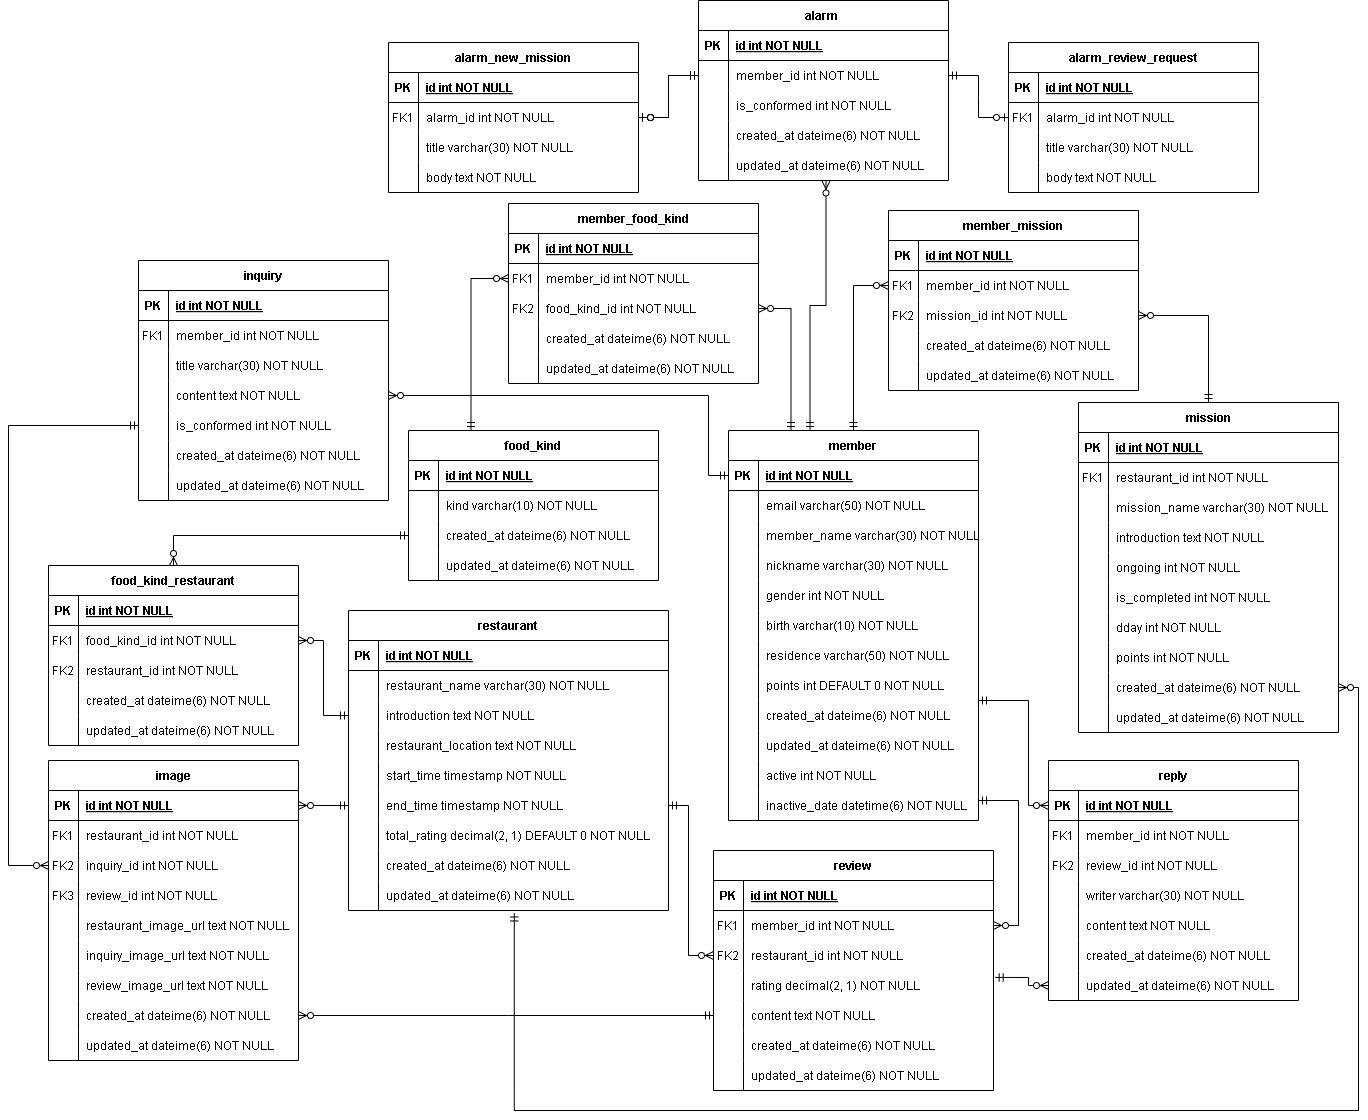 alarm
PK id int NOT NULL
member_id int NOT NULL
is_conformed int NOT NULL
created_at dateime(6) NOT NULL
updated_at dateime(6) NOT NULL
alarm_new_mission
PK id int NOT NULL
FK1 alarm_id int NOT NULL
title varchar(30) NOT NULL
body text NOT NULL
alarm_review_request
PK id int NOT NULL
FK1 alarm_id int NOT NULL
title varchar(30) NOT NULL
body text NOT NULL
member_food_kind
PK id int NOT NULL
FK1 member_id int NOT NULL
FK2 food_kind_id int NOT NULL
created_at dateime(6) NOT NULL
updated_at dateime(6) NOT NULL
member_mission
PK id int NOT NULL
FK1 member_id int NOT NULL
FK2 mission_id int NOT NULL
created_at dateime(6) NOT NULL
updated_at dateime(6) NOT NULL
inquiry
PK id int NOT NULL
FK1 member_id int NOT NULL
title varchar(30) NOT NULL
content text NOT NULL
is_conformed int NOT NULL
created_at dateime(6) NOT NULL
updated_at dateime(6) NOT NULL
food_kind
PK id int NOT NULL
kind varchar(10) NOT NULL
created_at dateime(6) NOT NULL
updated_at dateime(6) NOT NULL
member
PK id int NOT NULL
email varchar(50) NOT NULL
member_name varchar(30) NOT NULL
nickname varchar(30) NOT NULL
gender int NOT NULL
birth varchar(10) NOT NULL
residence varchar(50) NOT NULL
points int DEFAULT 0 NOT NULL
created_at dateime(6) NOT NULL
updated_at dateime(6) NOT NULL
active int NOT NULL
inactive_date datetime(6) NOT NULL
mission
PK id int NOT NULL
FK1 restaurant_id int NOT NULL
mission_name varchar(30) NOT NULL
introduction text NOT NULL
ongoing int NOT NULL
is_completed int NOT NULL
dday int NOT NULL
points int NOT NULL
created_at dateime(6) NOT NULL
updated_at dateime(6) NOT NULL
food_kind_restaurant
PK id int NOT NULL
FK1 food_kind_id int NOT NULL
FK2 restaurant_id int NOT NULL
created_at dateime(6) NOT NULL
updated_at dateime(6) NOT NULL
restaurant
PK id int NOT NULL
restaurant_name varchar(30) NOT NULL
introduction text NOT NULL
restaurant_location text NOT NULL
start_time timestamp NOT NULL
end_time timestamp NOT NULL
total_rating decimal(2, 1) DEFAULT 0 NOT NULL
created_at dateime(6) NOT NULL
updated_at dateime(6) NOT NULL
image
PK id int NOT NULL
FK1 restaurant_id int NOT NULL
FK2 inquiry_id int NOT NULL
FK3 review_id int NOT NULL
restaurant_image_url text NOT NULL
inquiry_image_url text NOT NULL
review_image_url text NOT NULL
created_at dateime(6) NOT NULL
updated_at dateime(6) NOT NULL
review
PK id int NOT NULL
FK1 member_id int NOT NULL
FK2 restaurant_id int NOT NULL
rating decimal(2, 1) NOT NULL
content text NOT NULL
created_at dateime(6) NOT NULL
updated_at dateime(6) NOT NULL
reply
PK id int NOT NULL
FK1 member_id int NOT NULL
FK2 review_id int NOT NULL
writer varchar(30) NOT NULL
content text NOT NULL
created_at dateime(6) NOT NULL
updated_at dateime(6) NOT NULL